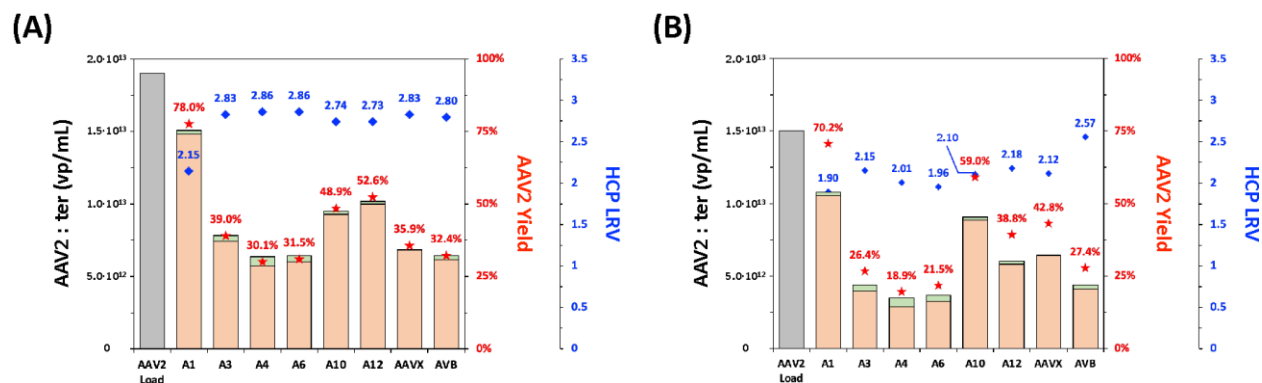 (A)
(B)
2.0·10¹³
1.5·10¹³
1.0·10¹³
5.0·10¹²
0
AAV2 : ter (vp/mL)
78.0%
2.15
2.83
39.0%
2.86
30.1%
2.86
31.5%
2.74
48.9%
2.73
52.6%
2.83
35.9%
2.80
32.4%
AAV2 Load
A1
A3
A4
A6
A10
A12
AAVX
AVB
100%
75%
50%
25%
0%
AAV2 Yield
3.5
3
2.5
2
1.5
1
0.5
0
HCP LRV
2.0·10¹³
1.5·10¹³
1.0·10¹³
5.0·10¹²
0
AAV2 : ter (vp/mL)
70.2%
1.90
2.15
26.4%
2.01
18.9%
1.96
21.5%
2.10
59.0%
2.18
38.8%
2.12
42.8%
2.57
27.4%
AAV2 Load
A1
A3
A4
A6
A10
A12
AAVX
AVB
100%
75%
50%
25%
0%
AAV2 Yield
3.5
3
2.5
2
1.5
1
0.5
0
HCP LRV